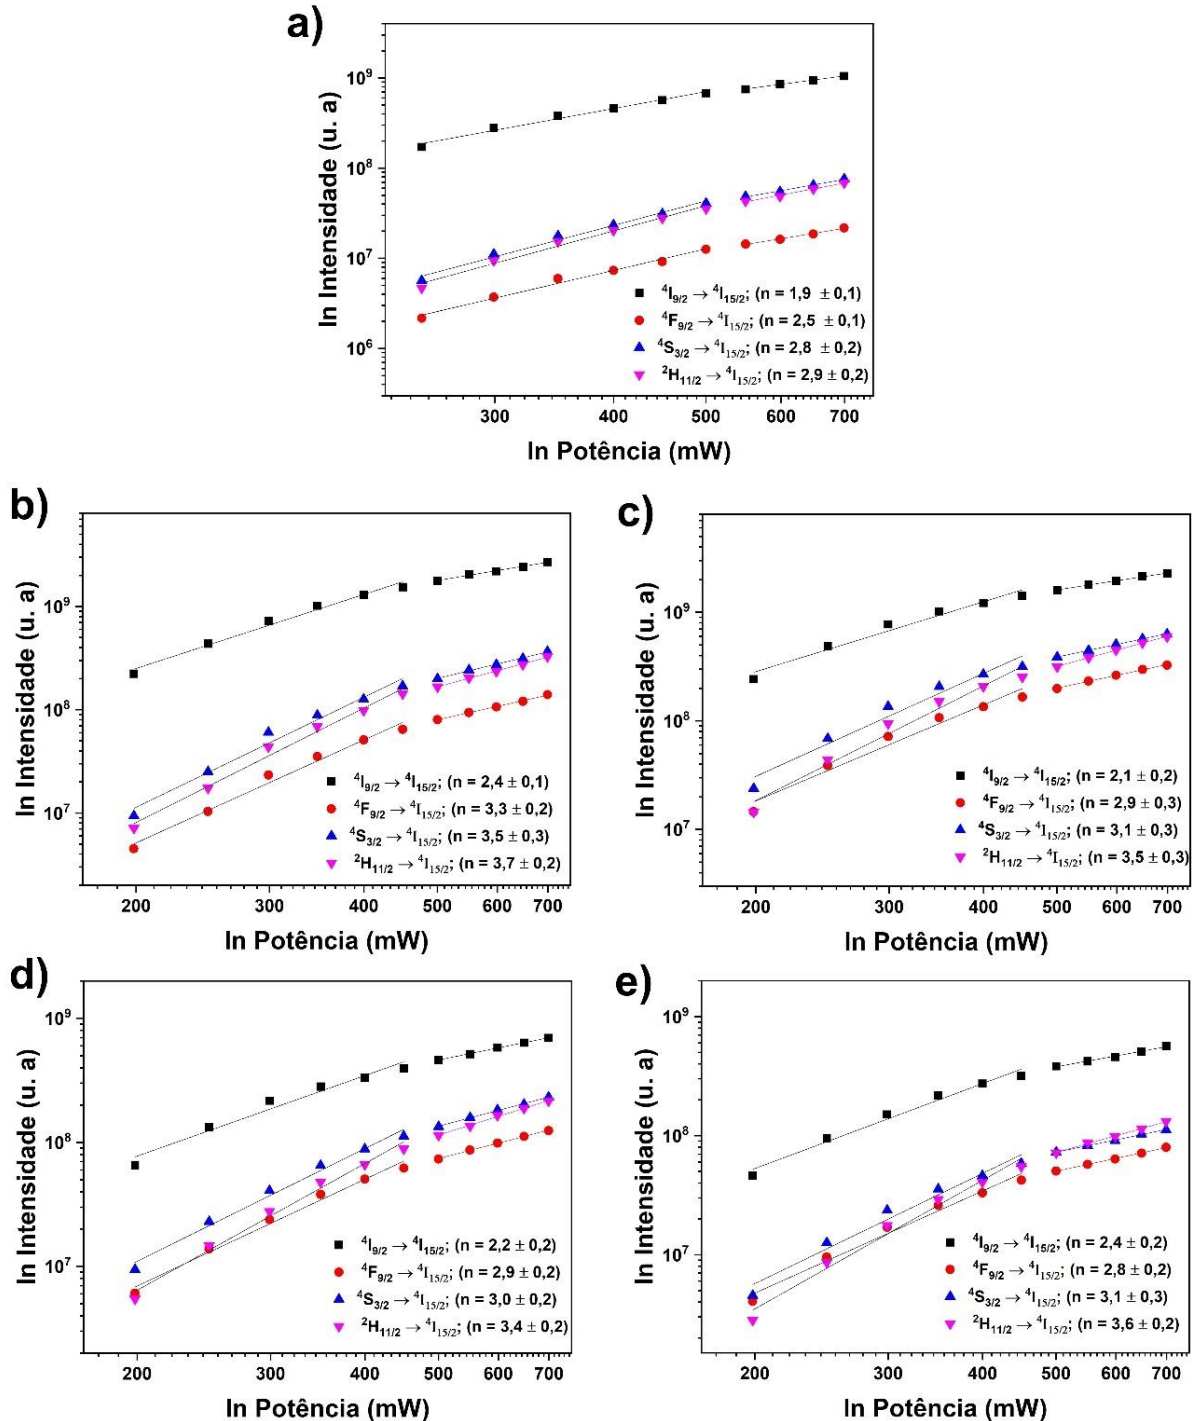 a)
ln Intensidade (u. a)
10⁹
10⁸
10⁷
10⁶
⁴I₉/₂ → ⁴I₁₅/₂; (n = 1,9 ± 0,1)
⁴F₉/₂ → ⁴I₁₅/₂; (n = 2,5 ± 0,1)
⁴S₃/₂ → ⁴I₁₅/₂; (n = 2,8 ± 0,2)
²H₁₁/₂ → ⁴I₁₅/₂; (n = 2,9 ± 0,2)
300 400 500 600 700
ln Potência (mW)
b)
ln Intensidade (u. a)
10⁹
10⁸
10⁷
⁴I₉/₂ → ⁴I₁₅/₂; (n = 2,4 ± 0,1)
⁴F₉/₂ → ⁴I₁₅/₂; (n = 3,3 ± 0,2)
⁴S₃/₂ → ⁴I₁₅/₂; (n = 3,5 ± 0,3)
²H₁₁/₂ → ⁴I₁₅/₂; (n = 3,7 ± 0,2)
200 300 400 500 600 700
ln Potência (mW)
c)
ln Intensidade (u. a)
10⁹
10⁸
10⁷
⁴I₉/₂ → ⁴I₁₅/₂; (n = 2,1 ± 0,2)
⁴F₉/₂ → ⁴I₁₅/₂; (n = 2,9 ± 0,3)
⁴S₃/₂ → ⁴I₁₅/₂; (n = 3,1 ± 0,3)
²H₁₁/₂ → ⁴I₁₅/₂; (n = 3,5 ± 0,3)
200 300 400 500 600 700
ln Potência (mW)
d)
ln Intensidade (u. a)
10⁹
10⁸
10⁷
⁴I₉/₂ → ⁴I₁₅/₂; (n = 2,2 ± 0,2)
⁴F₉/₂ → ⁴I₁₅/₂; (n = 2,9 ± 0,2)
⁴S₃/₂ → ⁴I₁₅/₂; (n = 3,0 ± 0,2)
²H₁₁/₂ → ⁴I₁₅/₂; (n = 3,4 ± 0,2)
200 300 400 500 600 700
ln Potência (mW)
e)
ln Intensidade (u. a)
10⁹
10⁸
10⁷
⁴I₉/₂ → ⁴I₁₅/₂; (n = 2,4 ± 0,2)
⁴F₉/₂ → ⁴I₁₅/₂; (n = 2,8 ± 0,2)
⁴S₃/₂ → ⁴I₁₅/₂; (n = 3,1 ± 0,3)
²H₁₁/₂ → ⁴I₁₅/₂; (n = 3,6 ± 0,2)
200 300 400 500 600 700
ln Potência (mW)